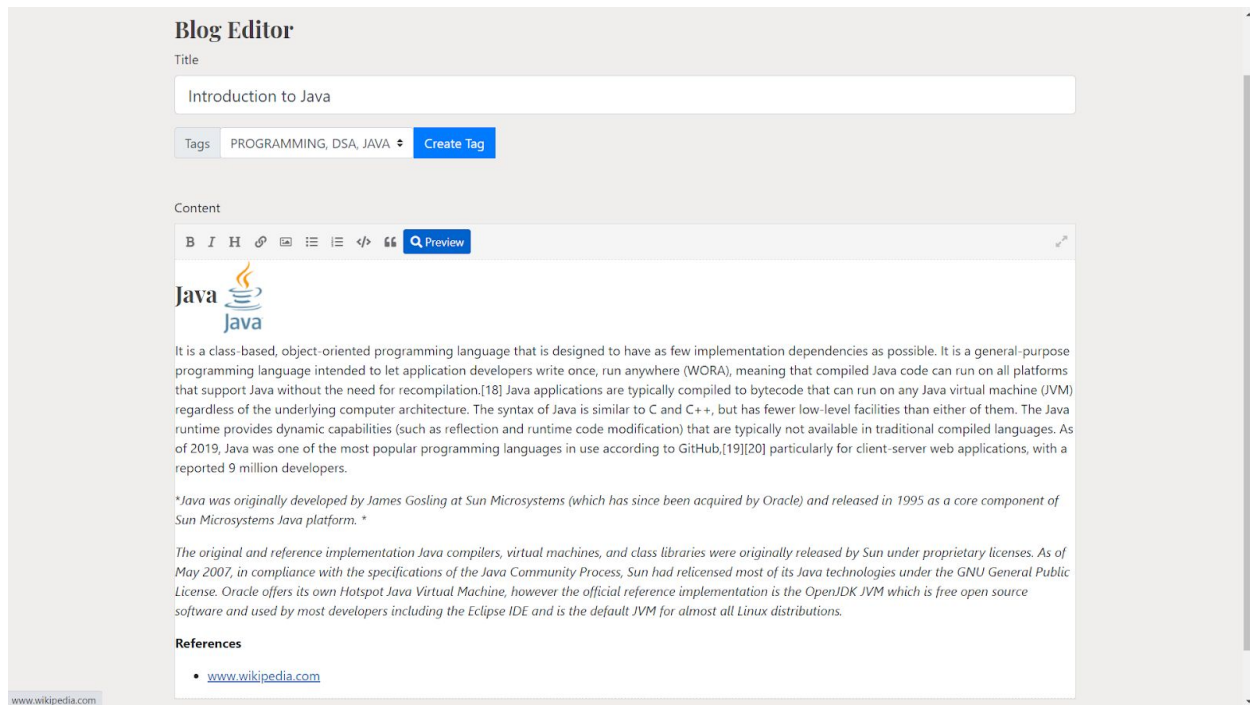 Blog Editor
Title
Introduction to Java
Tags PROGRAMMING, DSA, JAVA Create Tag
Content
B I H Preview
Java Java
It is a class-based, object-oriented programming language that is designed to have as few implementation dependencies as possible. It is a general-purpose
programming language intended to let application developers write once, run anywhere (WORA), meaning that compiled Java code can run on all platforms
that support Java without the need for recompilation.[18] Java applications are typically compiled to bytecode that can run on any Java virtual machine (JVM)
regardless of the underlying computer architecture. The syntax of Java is similar to C and C++, but has fewer low-level facilities than either of them. The Java
runtime provides dynamic capabilities (such as reflection and runtime code modification) that are typically not available in traditional compiled languages. As
of 2019, Java was one of the most popular programming languages in use according to GitHub,[19][20] particularly for client-server web applications, with a
reported 9 million developers.
*Java was originally developed by James Gosling at Sun Microsystems (which has since been acquired by Oracle) and released in 1995 as a core component of
Sun Microsystems Java platform. *
The original and reference implementation Java compilers, virtual machines, and class libraries were originally released by Sun under proprietary licenses. As of
May 2007, in compliance with the specifications of the Java Community Process, Sun had relicensed most of its Java technologies under the GNU General Public
License. Oracle offers its own Hotspot Java Virtual Machine, however the official reference implementation is the OpenJDK JVM which is free open source
software and used by most developers including the Eclipse IDE and is the default JVM for almost all Linux distributions.
References
• www.wikipedia.com
www.wikipedia.com